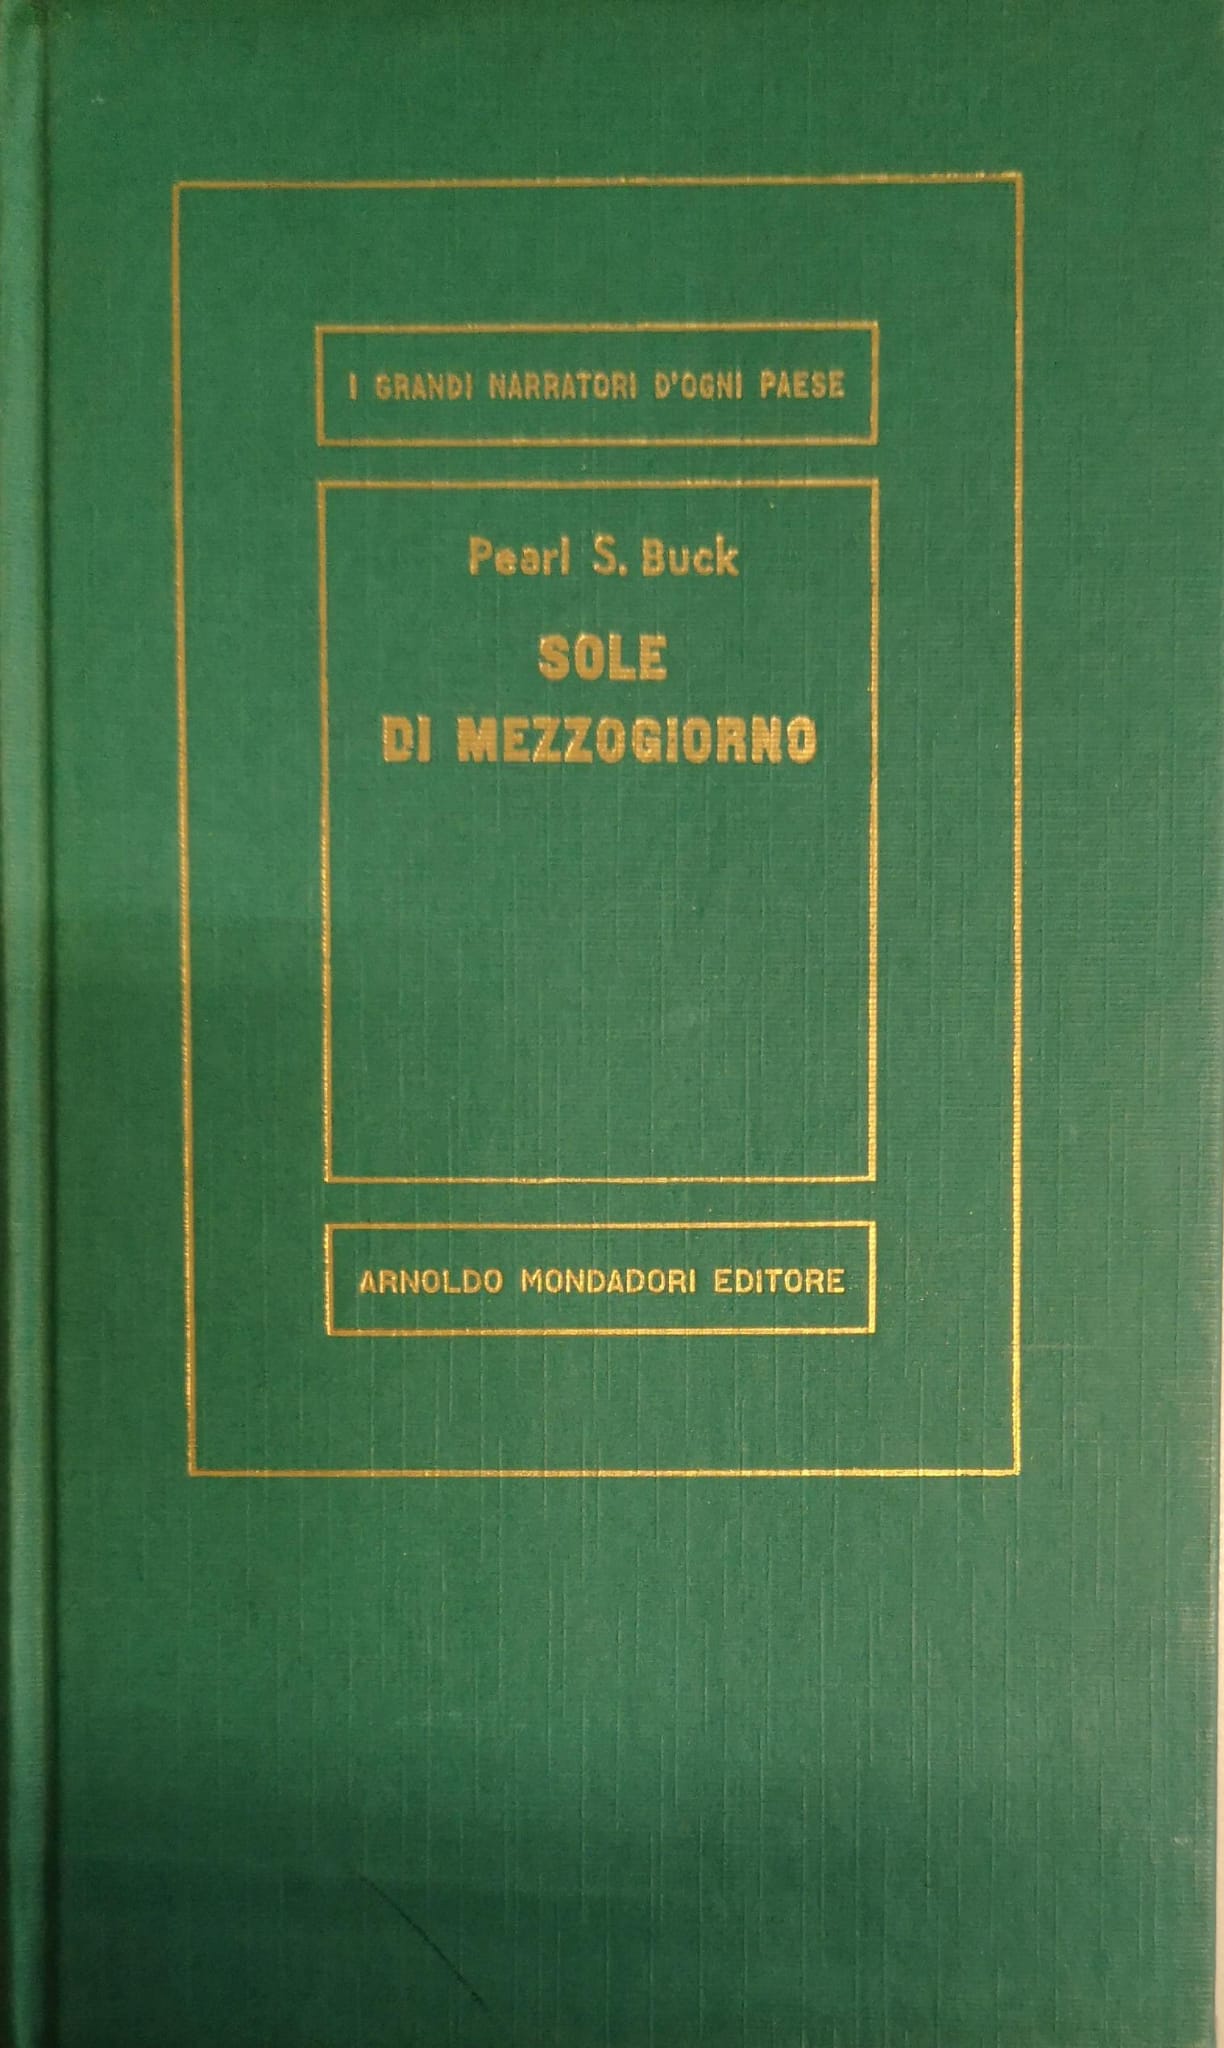 I GRANDI NARRATORI D'OGNI PAESE
Pearl S. Buck
SOLE
DI MEZZOGIORNO
ARNOLDO MONDADORI EDITORE